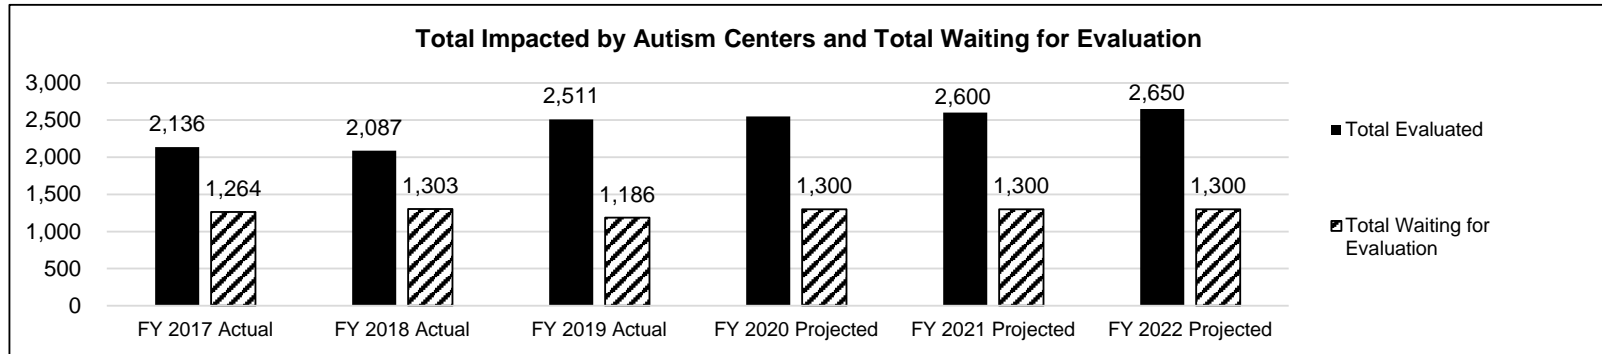 Total Impacted by Autism Centers and Total Waiting for Evaluation
3,000
2,500
2,000
1,500
1,000
500
0
2,136
1,264
2,087
1,303
2,511
1,186
1,300
2,600
1,300
2,650
1,300
FY 2017 Actual
FY 2018 Actual
FY 2019 Actual
FY 2020 Projected
FY 2021 Projected
FY 2022 Projected
Total Evaluated
Total Waiting for
Evaluation